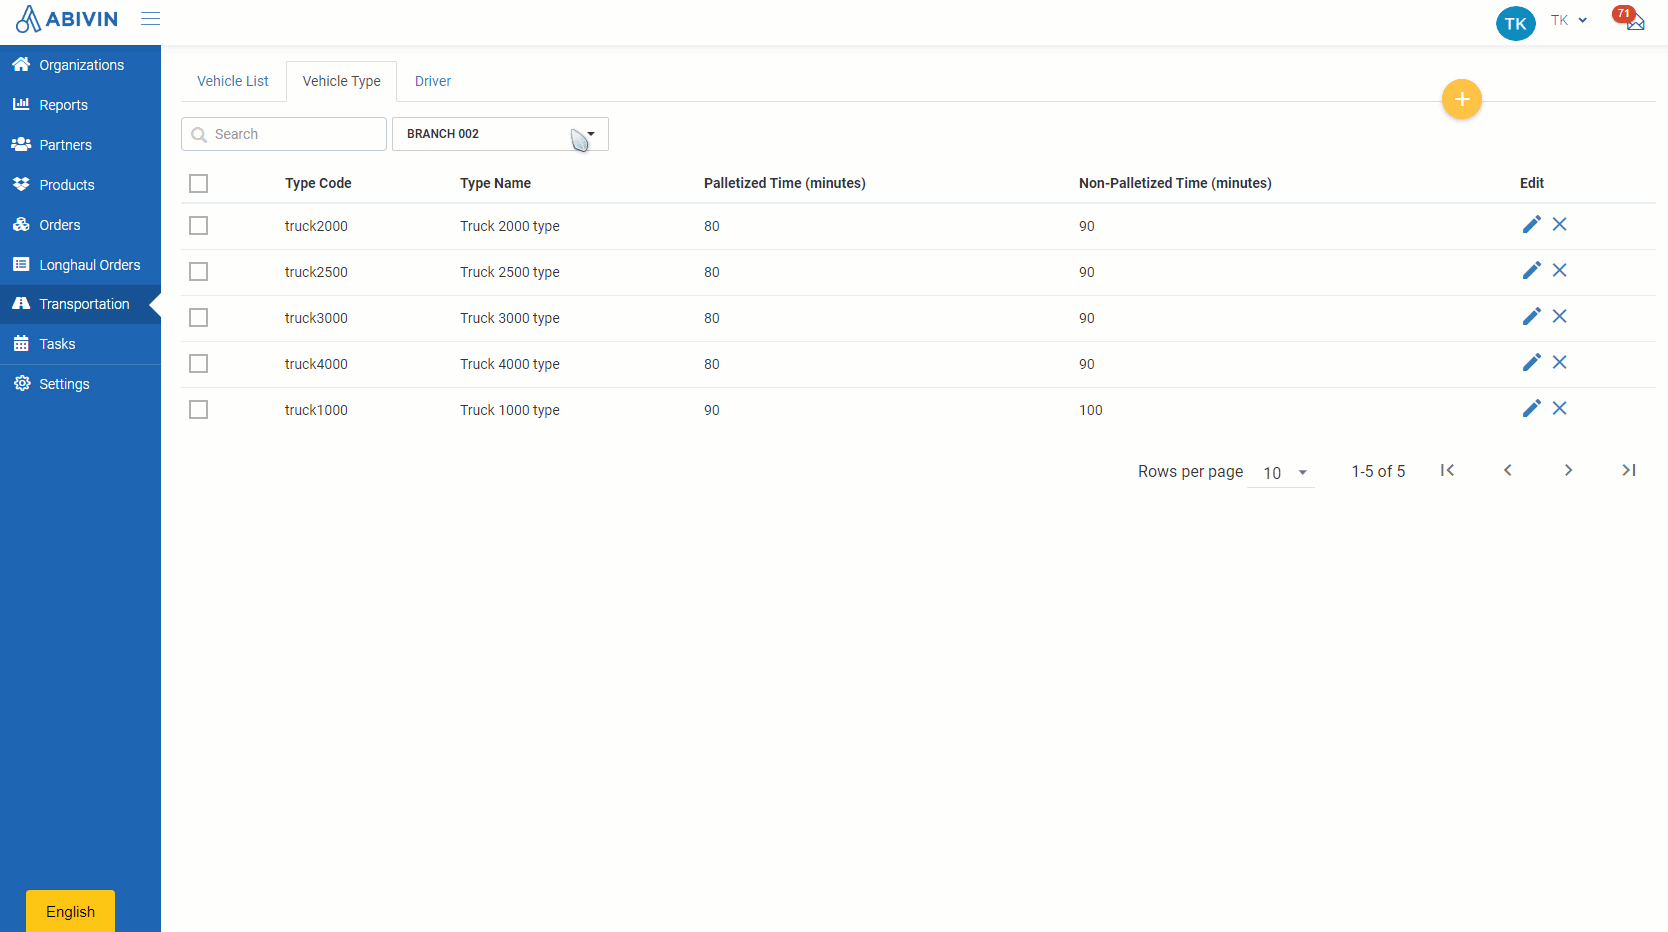 ABIVIN
TK
TK
71
Organizations
Reports
Partners
Products
Orders
Longhaul Orders
Transportation
Tasks
Settings
English
Vehicle List
Vehicle Type
Driver
+
Search
BRANCH 002
Type Code Type Name Palletized Time (minutes) Non-Palletized Time (minutes) Edit
truck2000 Truck 2000 type 80 90
truck2500 Truck 2500 type 80 90
truck3000 Truck 3000 type 80 90
truck4000 Truck 4000 type 80 90
truck1000 Truck 1000 type 90 100
Rows per page 10 1-5 of 5